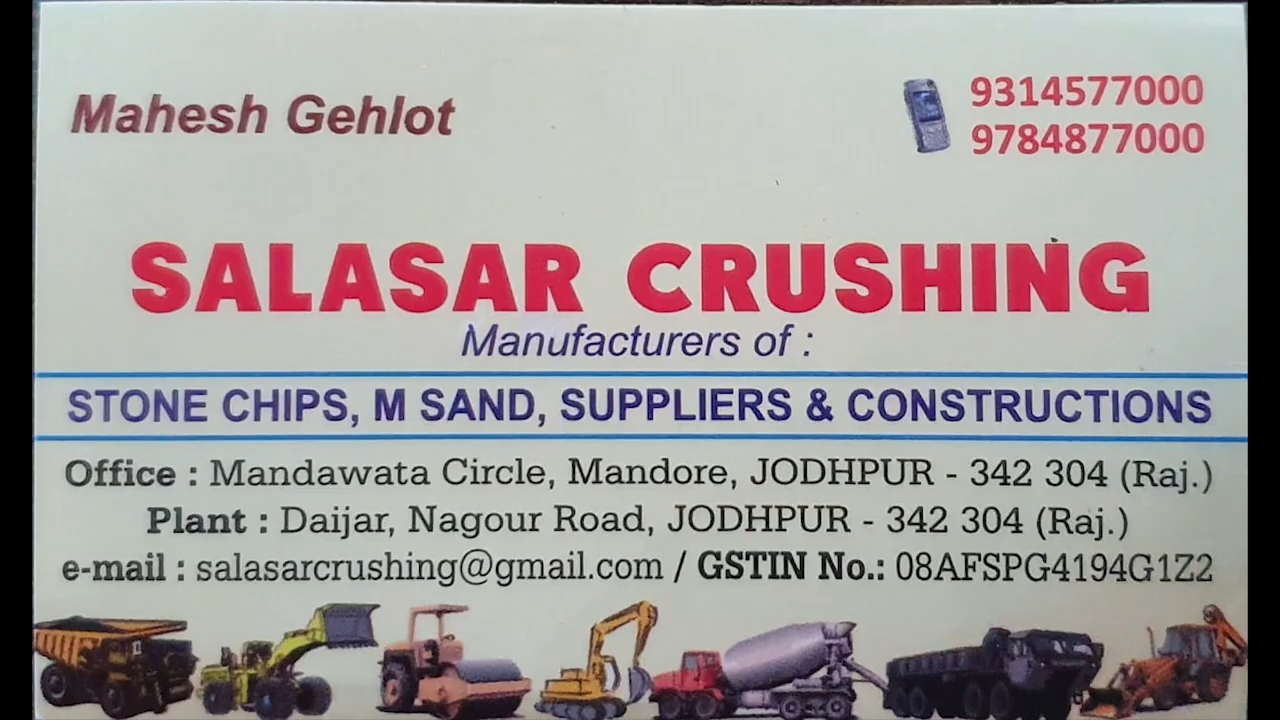 Mahesh Gehlot
9314577000
9784877000
SALASAR CRUSHING
Manufacturers of :
STONE CHIPS, M SAND, SUPPLIERS & CONSTRUCTIONS
Office : Mandawata Circle, Mandore, JODHPUR - 342 304 (Raj.)
Plant : Daijar, Nagour Road, JODHPUR - 342 304 (Raj.)
e-mail : salasarcrushing@gmail.com / GSTIN No.: 08AFSPG4194G1Z2